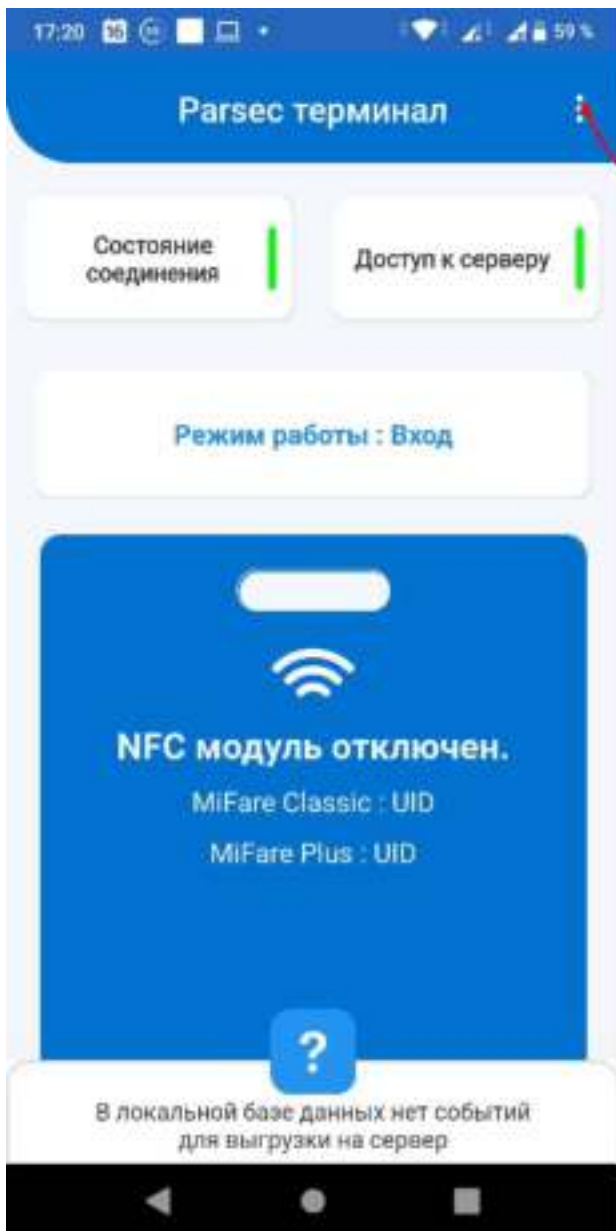 17:20 59 %
Parsec терминал
Состояние
соединения
Доступ к серверу
Режим работы : Вход
NFC модуль отключен.
MiFare Classic : UID
MiFare Plus : UID
?
В локальной базе данных нет событий
для выгрузки на сервер